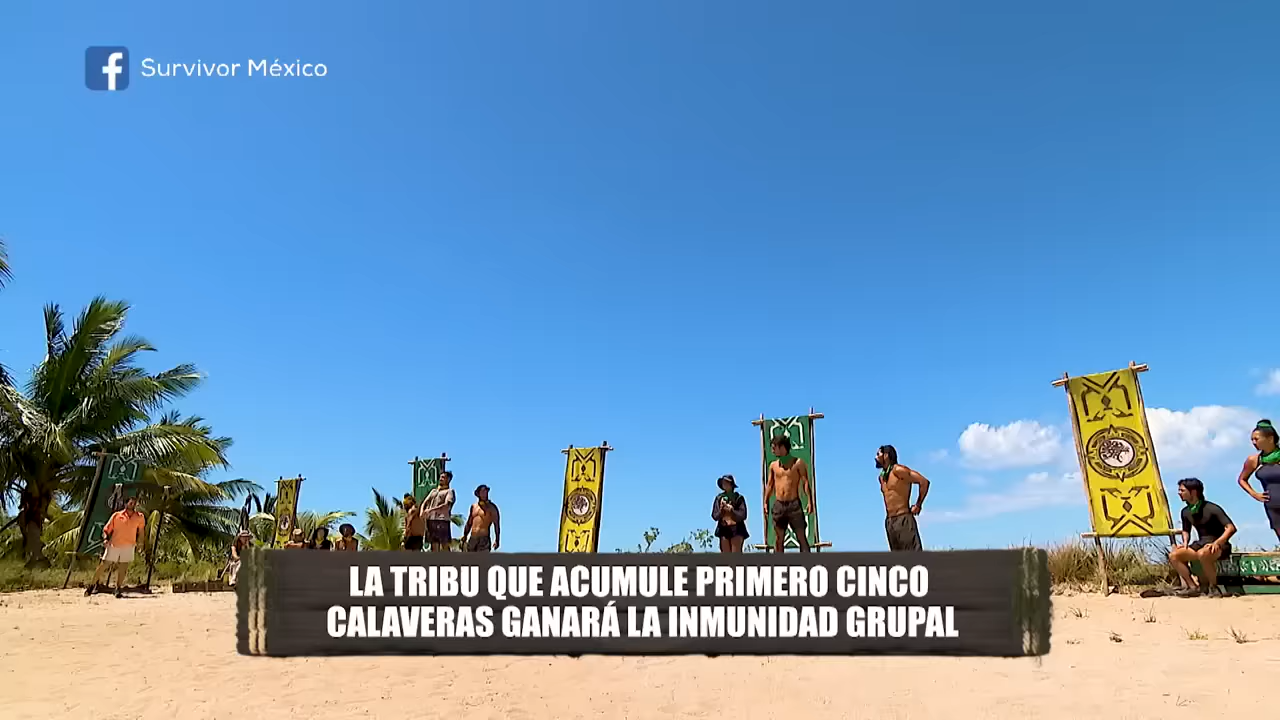 Survivor México
LA TRIBU QUE ACUMULE PRIMERO CINCO
CALAVERAS GANARÁ LA INMUNIDAD GRUPAL